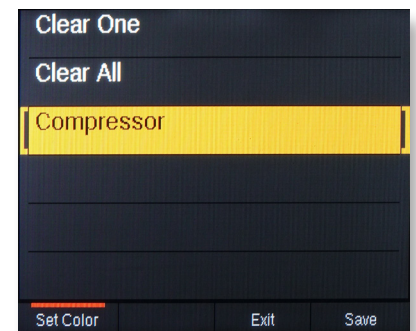 Clear One
Clear All
Compressor
Set Color Exit Save